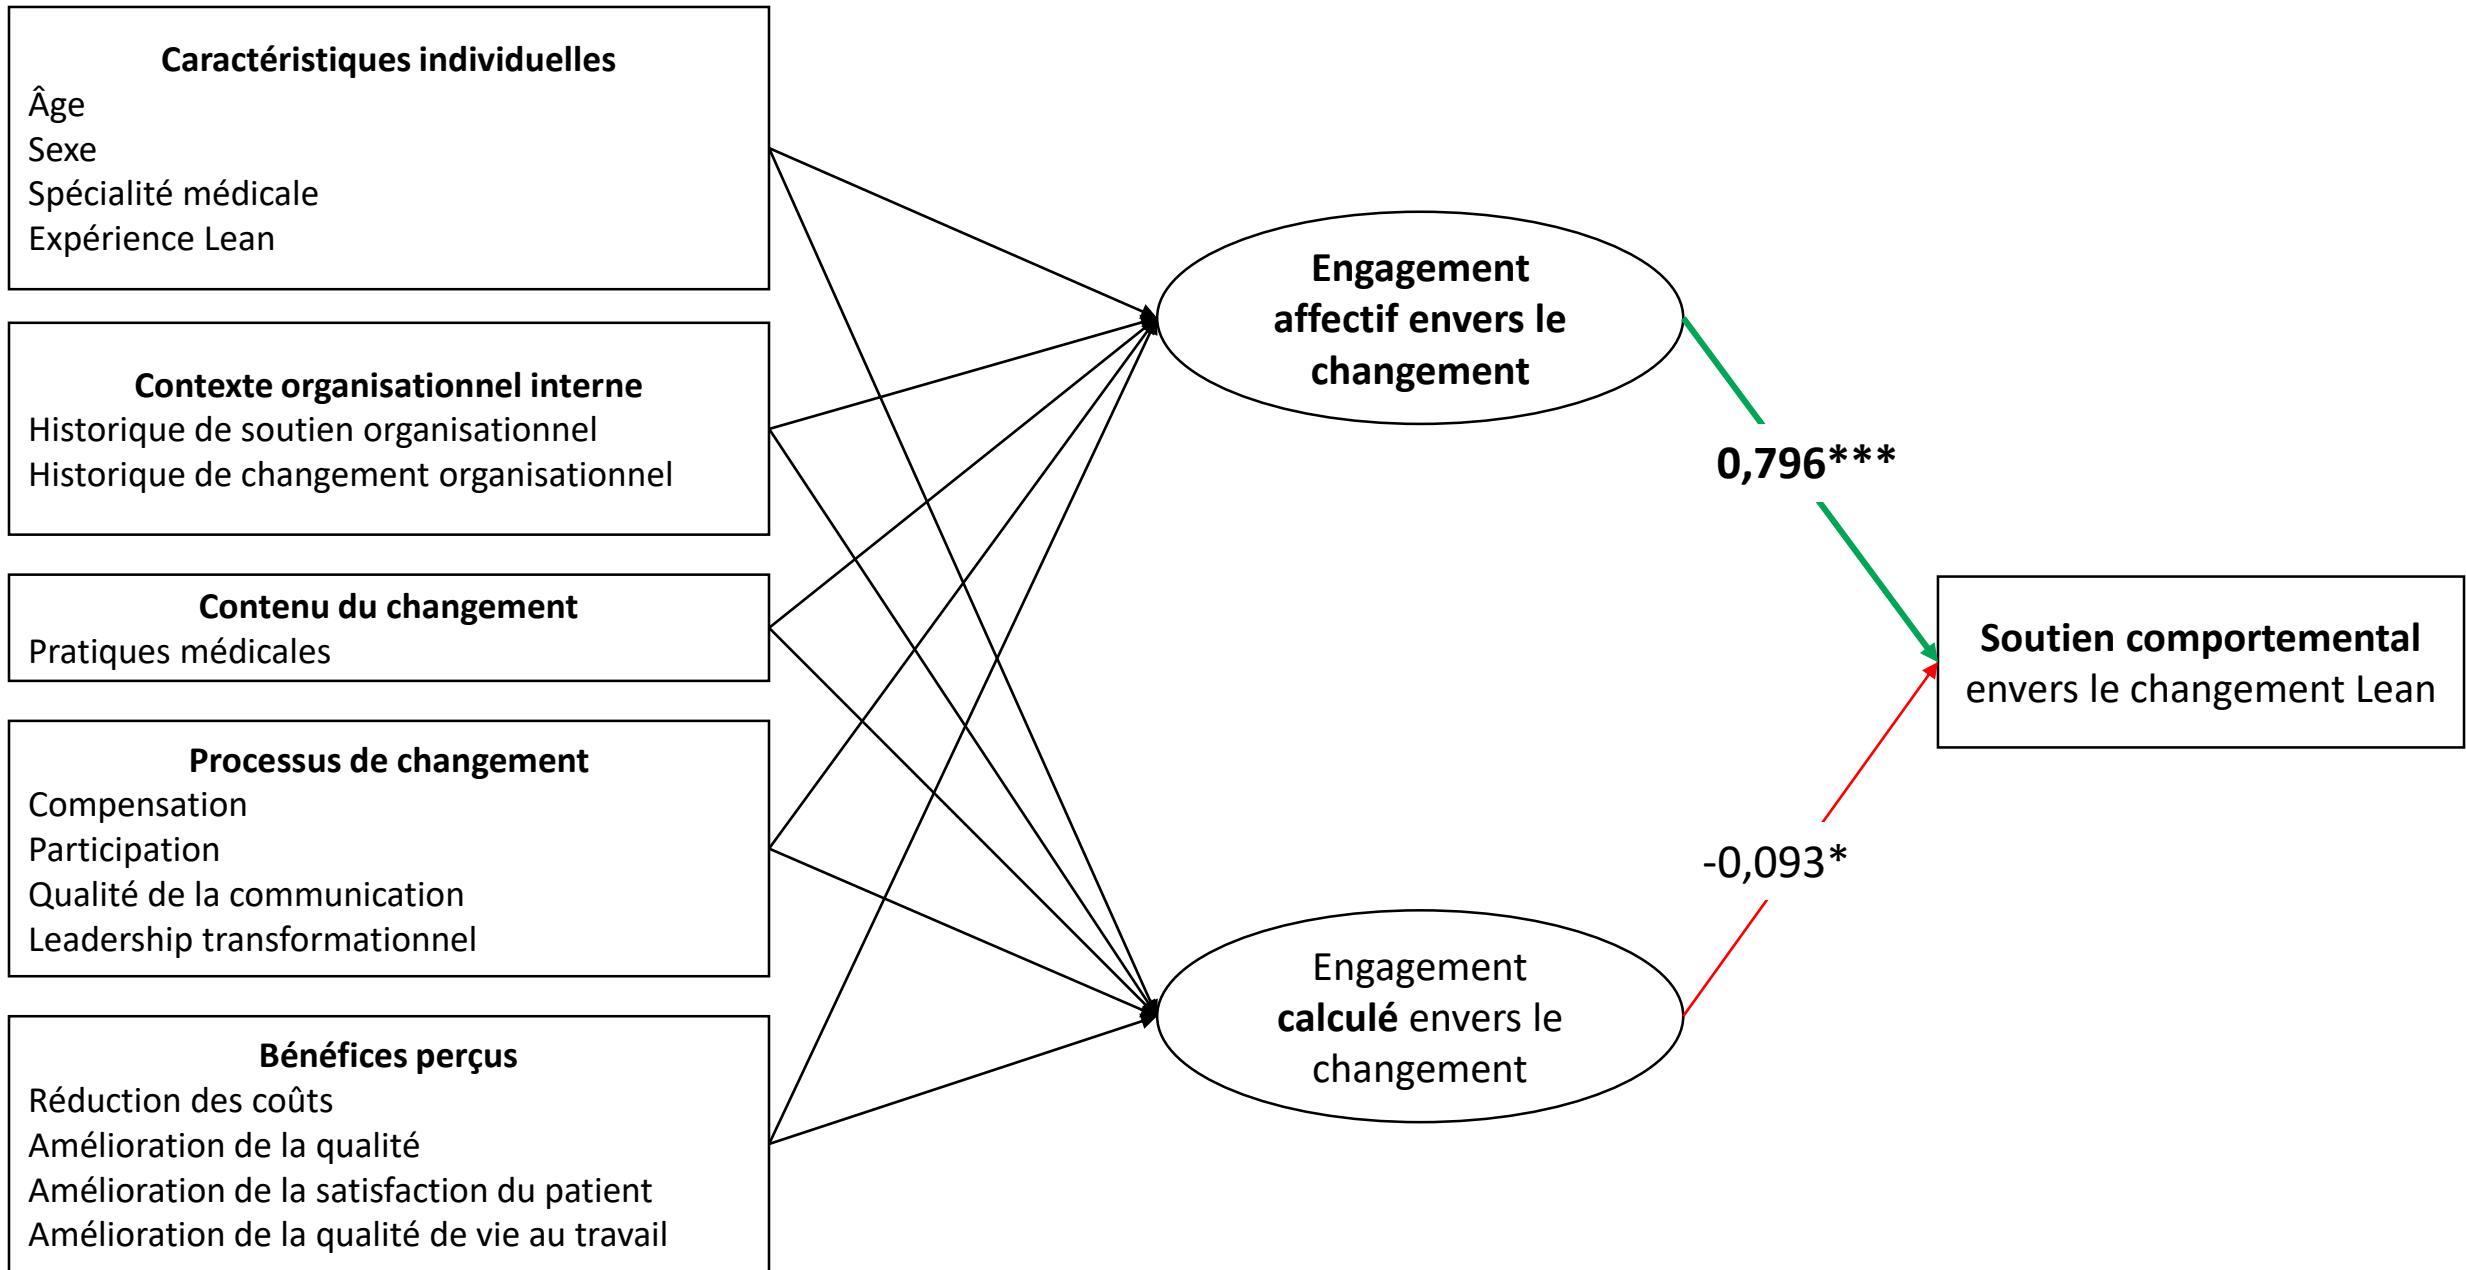 Caractéristiques individuelles
Âge
Sexe
Spécialité médicale
Expérience Lean
Contexte organisationnel interne
Historique de soutien organisationnel
Historique de changement organisationnel
Contenu du changement
Pratiques médicales
Processus de changement
Compensation
Participation
Qualité de la communication
Leadership transformationnel
Bénéfices perçus
Réduction des coûts
Amélioration de la qualité
Amélioration de la satisfaction du patient
Amélioration de la qualité de vie au travail
Engagement
affectif envers le
changement
Engagement
calculé envers le
changement
0,796***
-0,093*
Soutien comportemental
envers le changement Lean